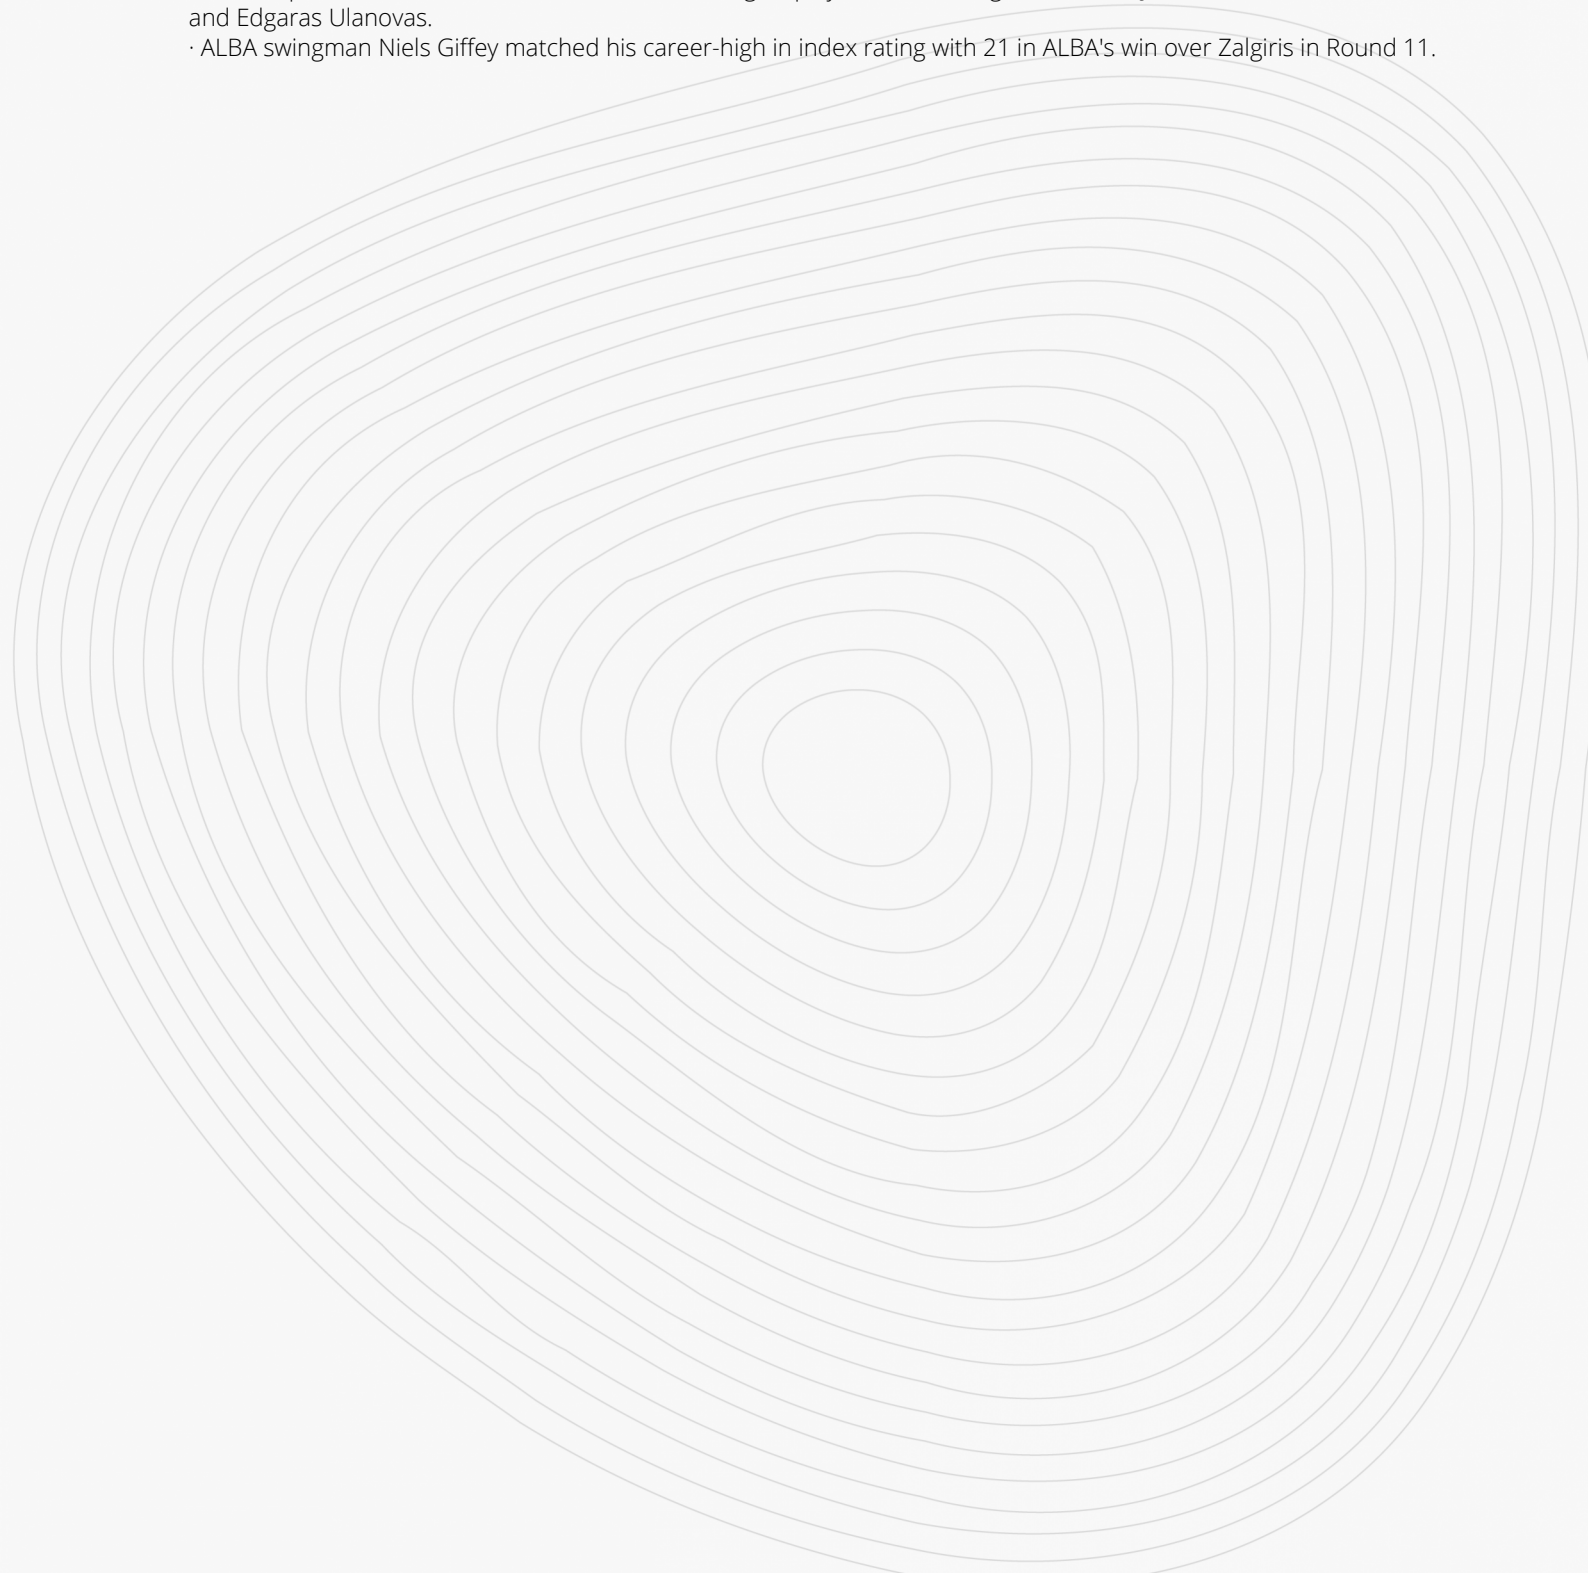 and Edgaras Ulanovas.
· ALBA swingman Niels Giffey matched his career-high in index rating with 21 in ALBA's win over Zalgiris in Round 11.